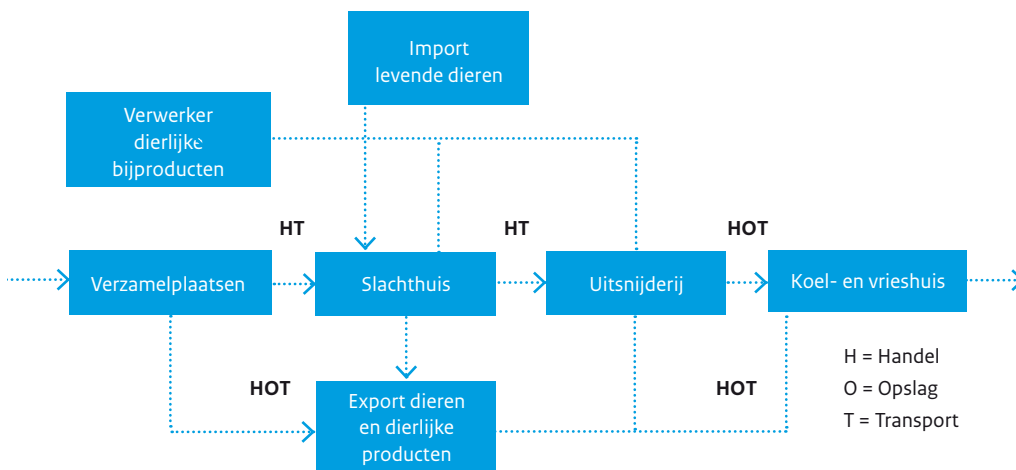 Import
levende dieren
Verwerker
dierlijke
bijproducten
HT
HT
HOT
Verzamelplaatsen
Slachthuis
Uitsnijderij
Koel- en vrieshuis
HOT
HOT
Export dieren
en dierlijke
producten
H = Handel
O = Opslag
T = Transport